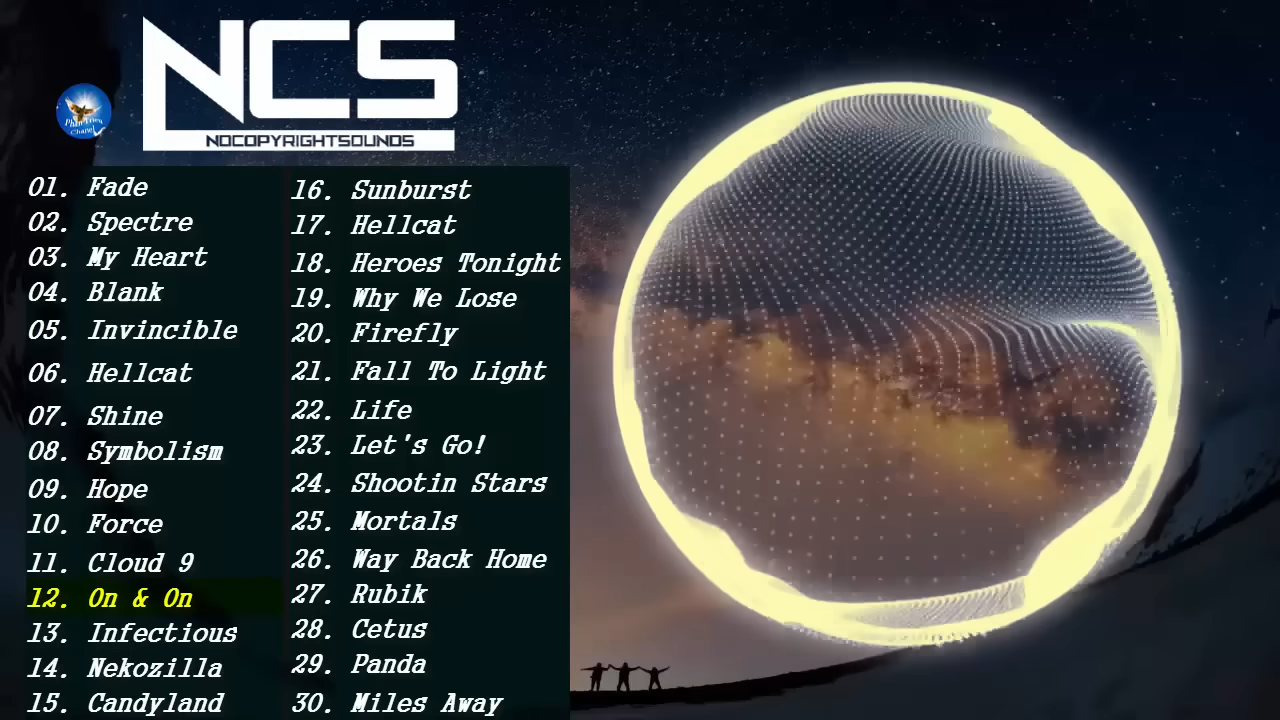 NCS
NOCOPYRIGHTSOUNDS
01. Fade
02. Spectre
03. My Heart
04. Blank
05. Invincible
06. Hellcat
07. Shine
08. Symbolism
09. Hope
10. Force
11. Cloud 9
12. On & On
13. Infectious
14. Nekozilla
15. Candyland
16. Sunburst
17. Hellcat
18. Heroes Tonight
19. Why We Lose
20. Firefly
21. Fall To Light
22. Life
23. Let's Go!
24. Shootin Stars
25. Mortals
26. Way Back Home
27. Rubik
28. Cetus
29. Panda
30. Miles Away